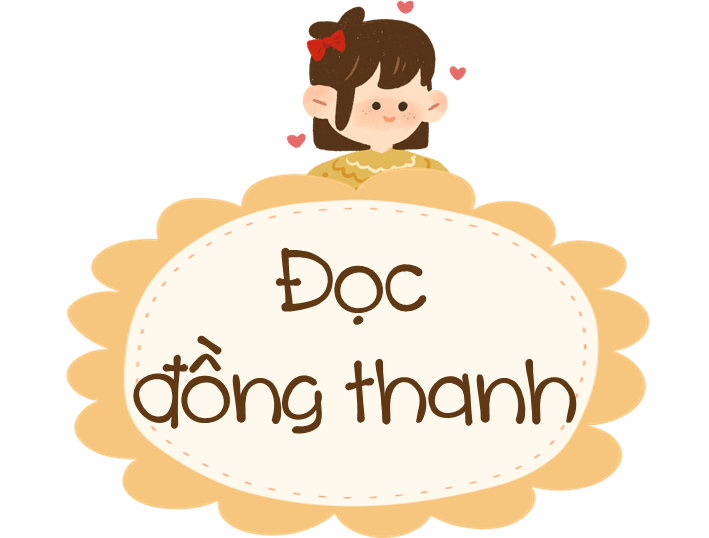 Đọc
đồng thanh